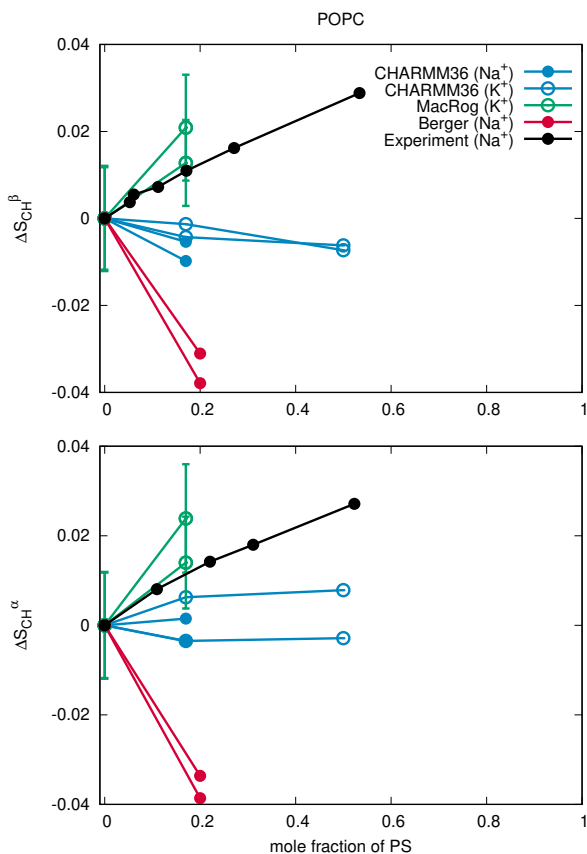 POPC
0.04
0.02
0
-0.02
-0.04
ΔS_CH^β
CHARMM36 (Na⁺)
CHARMM36 (K⁺)
MacRog (K⁺)
Berger (Na⁺)
Experiment (Na⁺)
0 0.2 0.4 0.6 0.8 1
0.04
0.02
0
-0.02
-0.04
ΔS_CH^α
0 0.2 0.4 0.6 0.8 1
mole fraction of PS